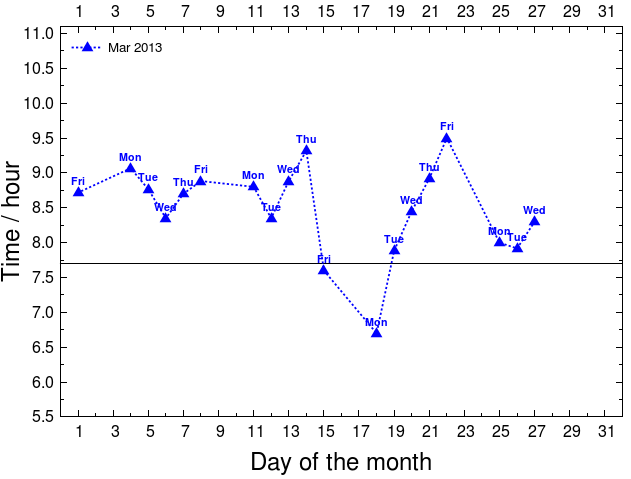 1 3 5 7 9 11 13 15 17 19 21 23 25 27 29 31
11.0
Mar 2013
10.5
10.0
9.5
Fri
Thu
9.0
Mon
Fri
Wed
Thu
8.5
Fri
Tue
Thu
Mon
8.0
Wed
Tue
Wed
Wed
7.5
Tue
Mon
Tue
Fri
7.0
Mon
6.5
6.0
5.5
1 3 5 7 9 11 13 15 17 19 21 23 25 27 29 31
Time / hour
Day of the month